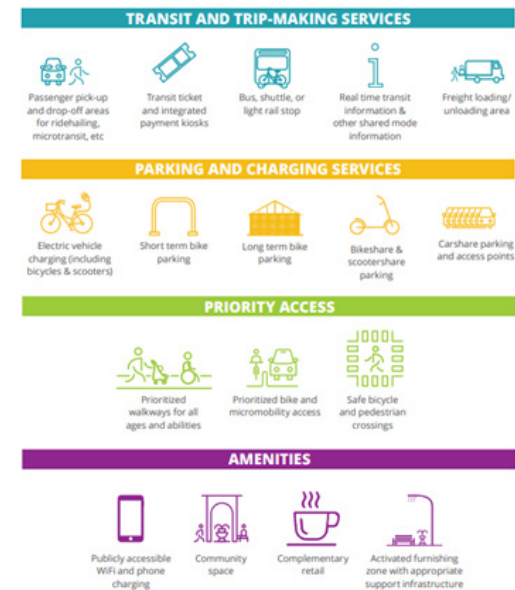 TRANSIT AND TRIP-MAKING SERVICES
Passenger pick-up
and drop-off areas
for ridehailing,
microtransit, etc
Transit ticket
and integrated
payment kiosks
Bus, shuttle, or
light rail stop
Real time transit
information &
other shared mode
information
Freight loading/
unloading area
PARKING AND CHARGING SERVICES
Electric vehicle
charging (including
bicycles & scooters)
Short term bike
parking
Long term bike
parking
Bikeshare &
scootershare
parking
Carshare parking
and access points
PRIORITY ACCESS
Prioritized
walkways for all
ages and abilities
Prioritized bike and
micromobility access
Safe bicycle
and pedestrian
crossings
AMENITIES
Publicly accessible
WiFi and phone
charging
Community
space
Complementary
retail
Activated furnishing
zone with appropriate
support infrastructure